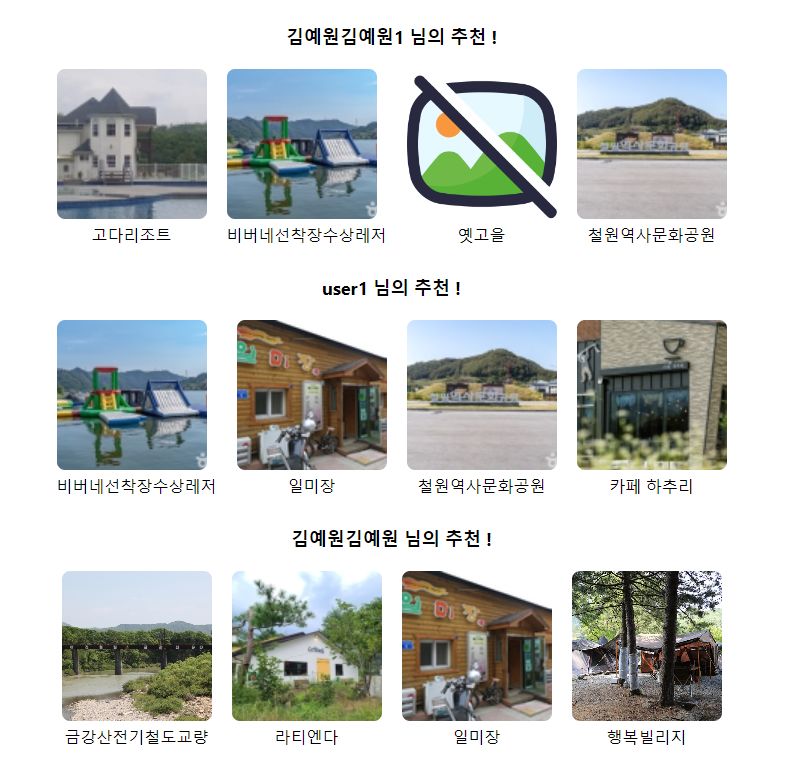 김예원김예원1 님의 추천 !
고다리조트
비버네선착장수상레저
옛고을
철원역사문화공원
user1 님의 추천 !
비버네선착장수상레저
일미장
철원역사문화공원
카페 하추리
김예원김예원 님의 추천 !
금강산전기철도교량
라티엔다
일미장
행복빌리지